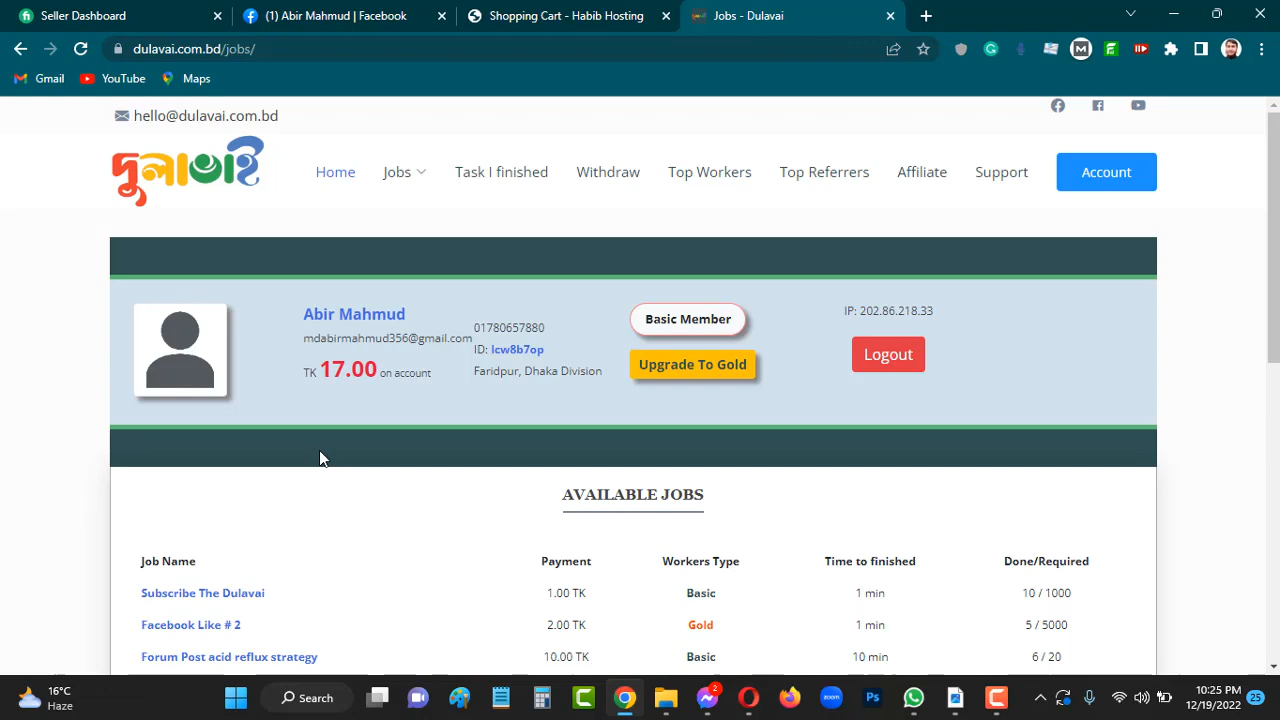 Seller Dashboard
(1) Abir Mahmud | Facebook
Shopping Cart - Habib Hosting
Jobs - Dulavai
dulavai.com.bd/jobs/
Gmail
YouTube
Maps
hello@dulavai.com.bd
দুলাভাই
Home
Jobs
Task I finished
Withdraw
Top Workers
Top Referrers
Affiliate
Support
Account
Abir Mahmud
mdabirmahmud356@gmail.com
TK 17.00 on account
01780657880
ID: lcw8b7op
Faridpur, Dhaka Division
Basic Member
Upgrade To Gold
IP: 202.86.218.33
Logout
AVAILABLE JOBS
Job Name Payment Workers Type Time to finished Done/Required
Subscribe The Dulavai 1.00 TK Basic 1 min 10 / 1000
Facebook Like # 2 2.00 TK Gold 1 min 5 / 5000
Forum Post acid reflux strategy 10.00 TK Basic 10 min 6 / 20
16°C
Haze
Search
2
zoom
Ps
10:25 PM
12/19/2022
25